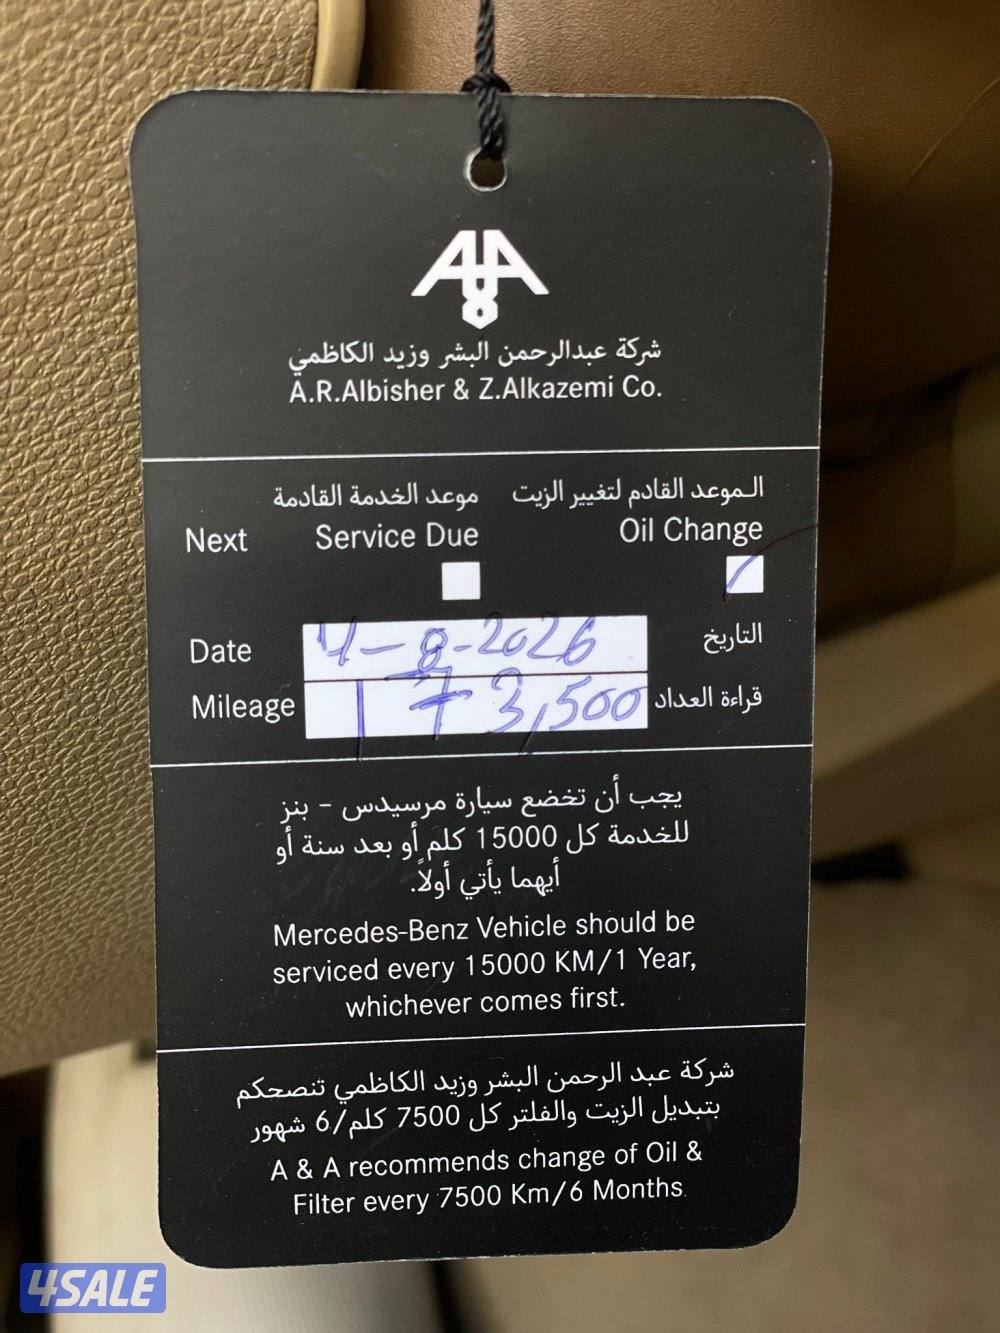 شركة عبدالرحمن البشر وزيد الكاظمي
A.R.Albisher & Z.Alkazemi Co.
الـموعد القادم لتغيير الزيت
موعد الخدمة القادمة
Next
Service Due
Oil Change
Date
4-8-2026
التاريخ
Mileage
173,500
قراءة العداد
يجب أن تخضع سيارة مرسيدس - بنز
للخدمة كل 15000 كلم أو بعد سنة أو
أيهما يأتي أولاً.
Mercedes-Benz Vehicle should be
serviced every 15000 KM/1 Year,
whichever comes first.
شركة عبد الرحمن البشر وزيد الكاظمي تنصحكم
بتبديل الزيت والفلتر كل 7500 كلم/6 شهور
A & A recommends change of Oil &
Filter every 7500 Km/6 Months.
4SALE